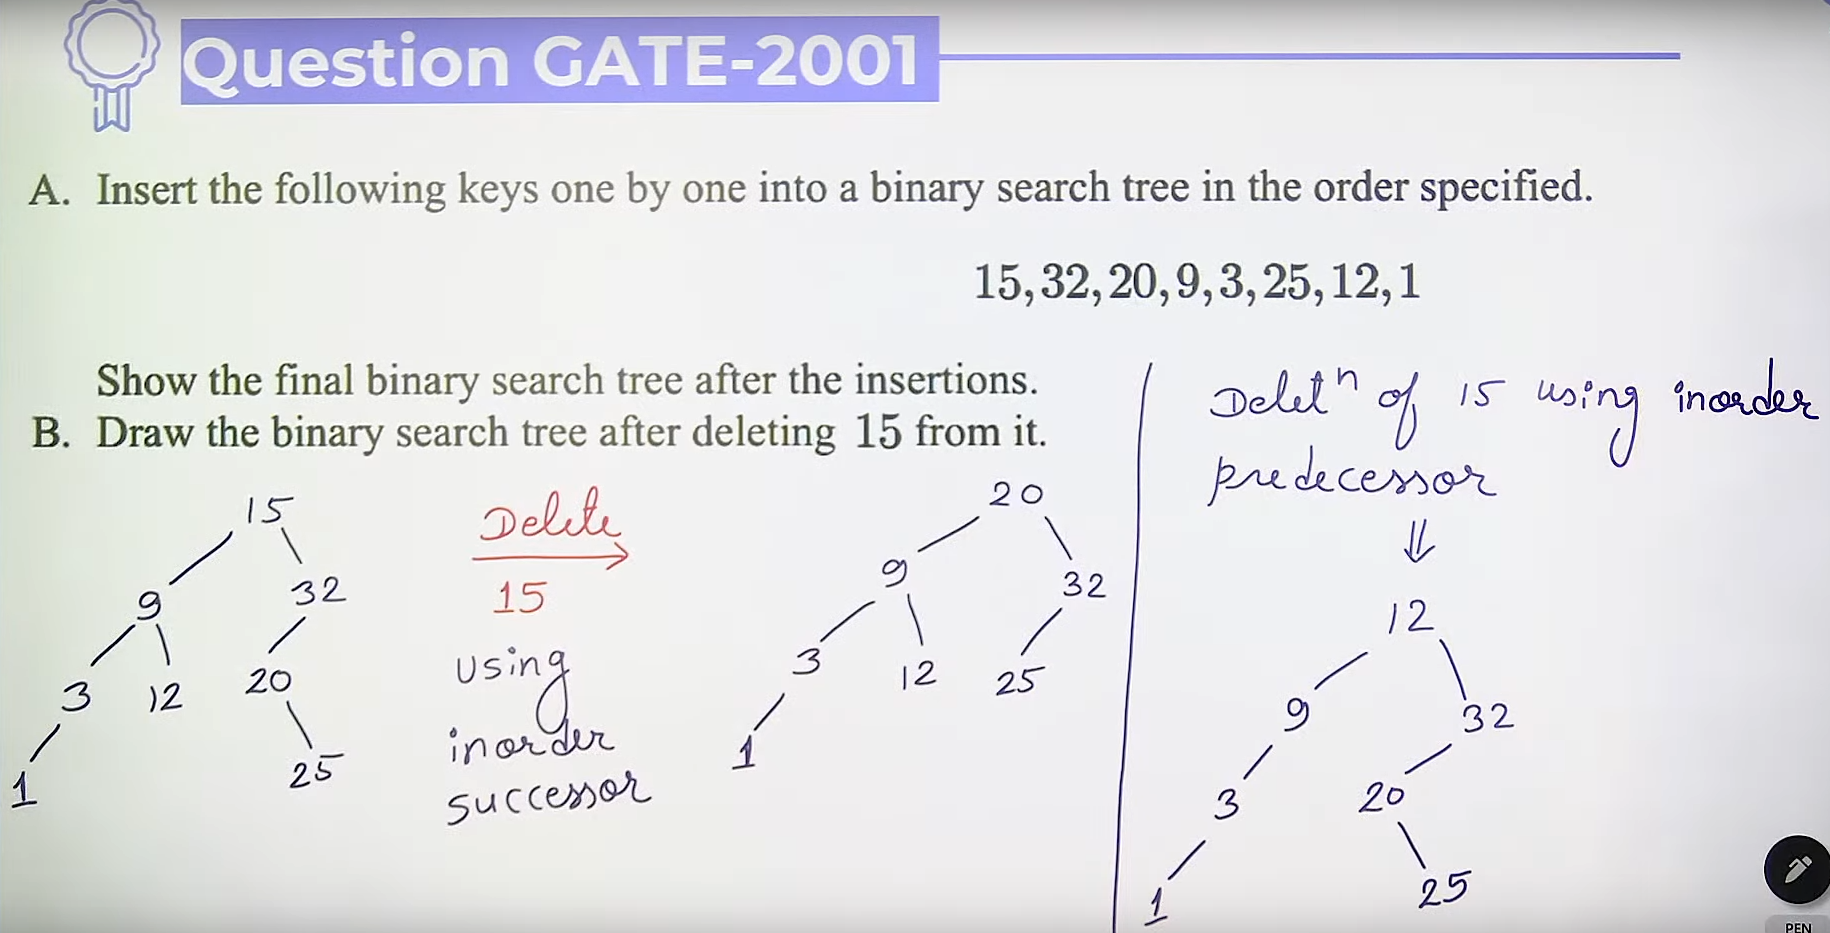 Question GATE-2001
A. Insert the following keys one by one into a binary search tree in the order specified.
15, 32, 20, 9, 3, 25, 12, 1
Show the final binary search tree after the insertions.
B. Draw the binary search tree after deleting 15 from it.
15
9 32
3 12 20
1 25
Delete
15
using
inorder
successor
20
9 32
3 12 25
1
Deletⁿ of 15 using inorder
predecessor
⇓
12
9 32
3 20
1 25
PEN